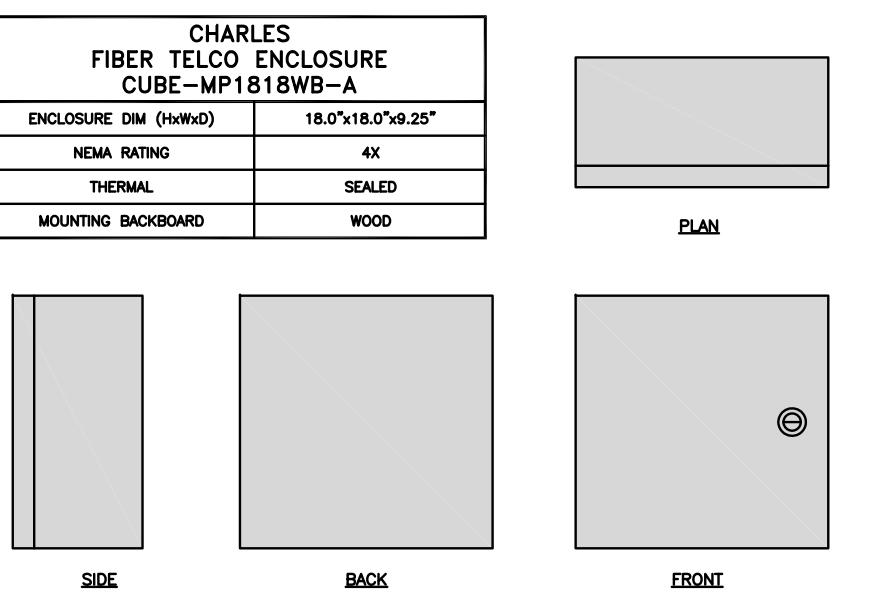 CHARLES
FIBER TELCO ENCLOSURE
CUBE-MP1818WB-A
ENCLOSURE DIM (HxWxD) 18.0"x18.0"x9.25"
NEMA RATING 4X
THERMAL SEALED
MOUNTING BACKBOARD WOOD
PLAN
SIDE
BACK
FRONT